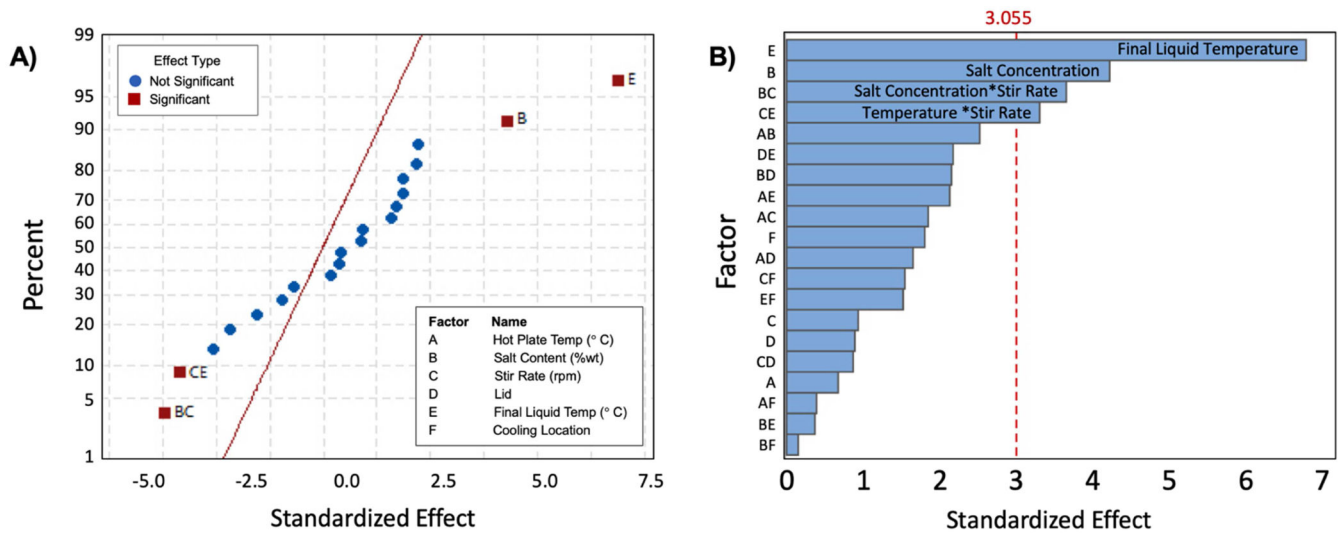 A)
Percent
99
95
90
80
70
60
50
40
30
20
10
5
1
Effect Type
Not Significant
Significant
E
B
CE
BC
Factor Name
A Hot Plate Temp (° C)
B Salt Content (%wt)
C Stir Rate (rpm)
D Lid
E Final Liquid Temp (° C)
F Cooling Location
-5.0 -2.5 0.0 2.5 5.0 7.5
Standardized Effect
B)
3.055
Factor
E Final Liquid Temperature
B Salt Concentration
BC Salt Concentration*Stir Rate
CE Temperature *Stir Rate
AB
DE
BD
AE
AC
F
AD
CF
EF
C
D
CD
A
AF
BE
BF
0 1 2 3 4 5 6 7
Standardized Effect